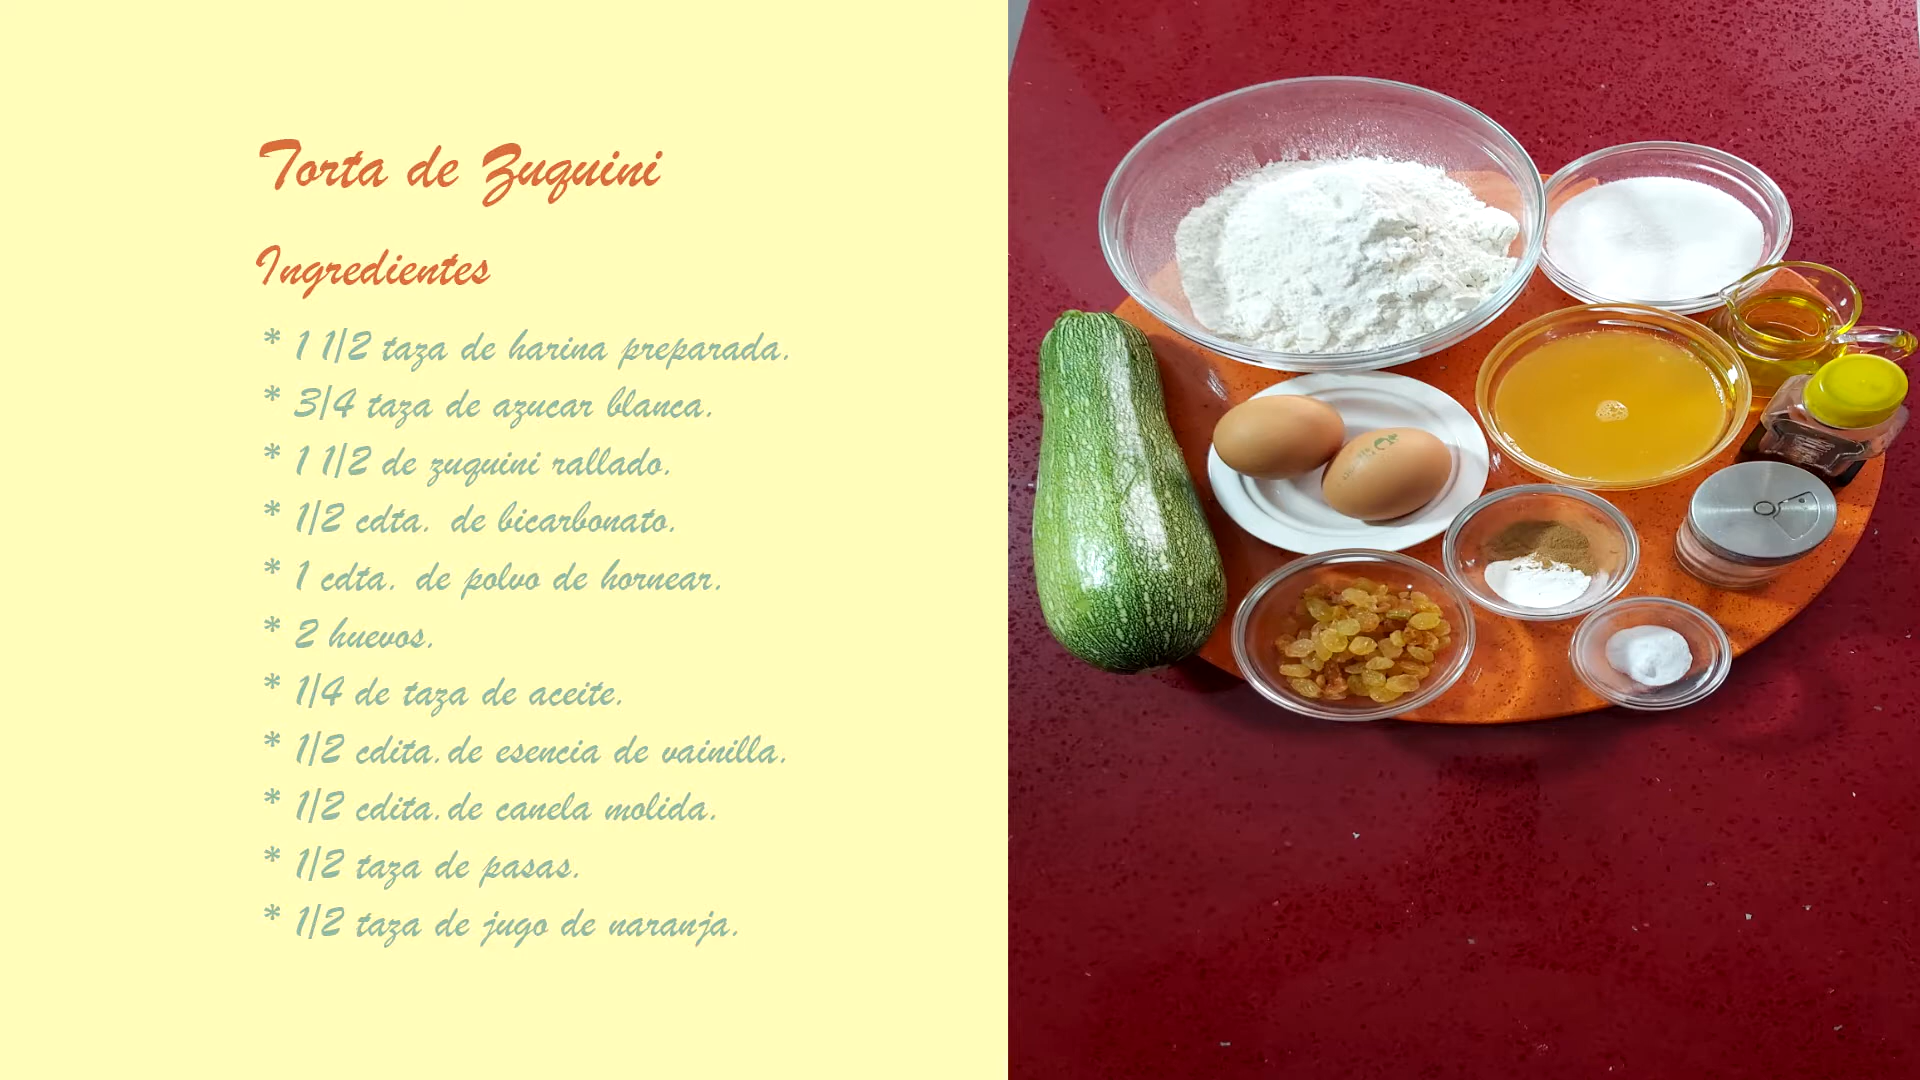 Torta de Zuquini
Ingredientes
* 1 1/2 taza de harina preparada.
* 3/4 taza de azucar blanca.
* 1 1/2 de zuquini rallado.
* 1/2 cdta. de bicarbonato.
* 1 cdta. de polvo de hornear.
* 2 huevos.
* 1/4 de taza de aceite.
* 1/2 cdita.de esencia de vainilla.
* 1/2 cdita.de canela molida.
* 1/2 taza de pasas.
* 1/2 taza de jugo de naranja.